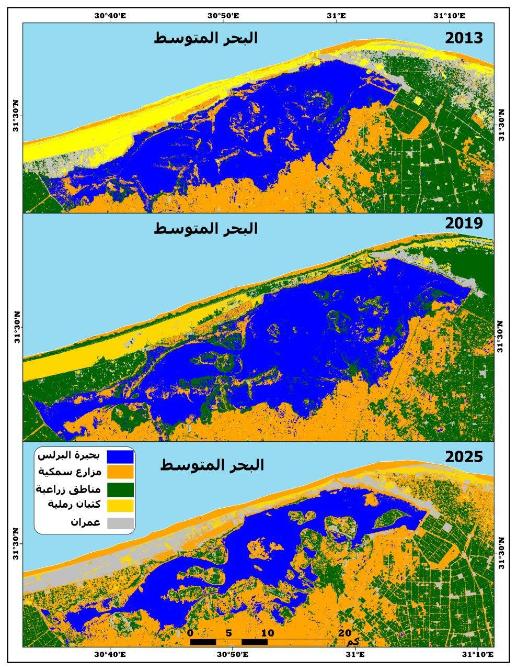 30°40'E 30°50'E 31°E 31°10'E
البحر المتوسط
2013
31°30'N 31°30'N
البحر المتوسط
2019
31°30'N 31°30'N
البحر المتوسط
2025
بحيرة البرلس
مزارع سمكية
مناطق زراعية
كثبان رملية
عمران
31°30'N 31°30'N
0 5 10 20
كم
30°40'E 30°50'E 31°E 31°10'E